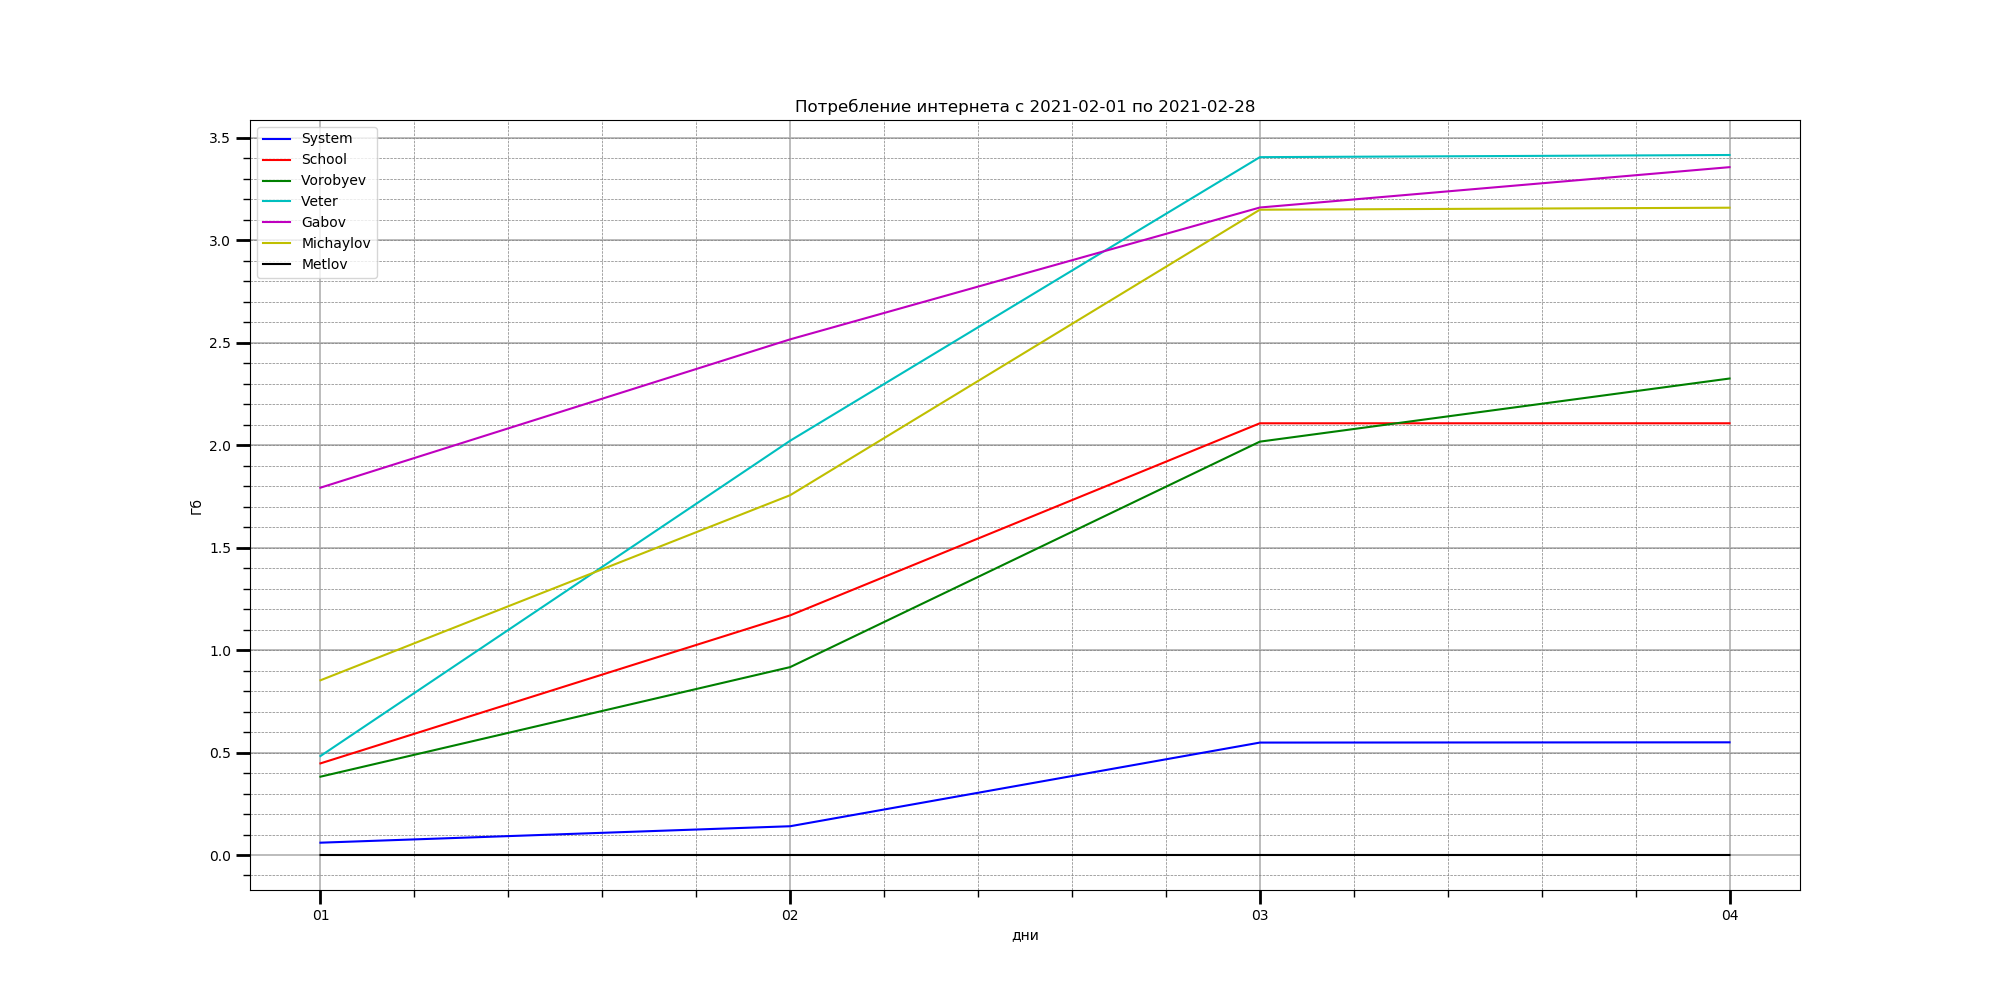 Потребление интернета с 2021-02-01 по 2021-02-28
System
School
Vorobyev
Veter
Gabov
Michaylov
Metlov
3.5
3.0
2.5
2.0
1.5
1.0
0.5
0.0
Гб
01 02 03 04
дни